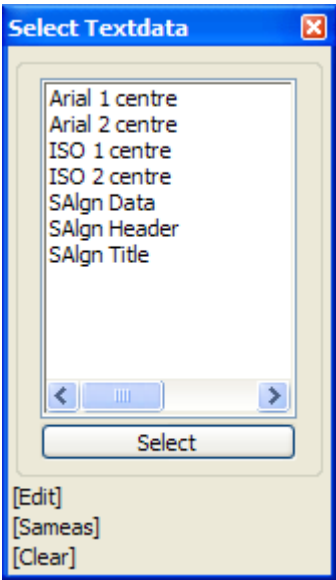 Select Textdata
Arial 1 centre
Arial 2 centre
ISO 1 centre
ISO 2 centre
SAlgn Data
SAlgn Header
SAlgn Title
Select
[Edit]
[Sameas]
[Clear]